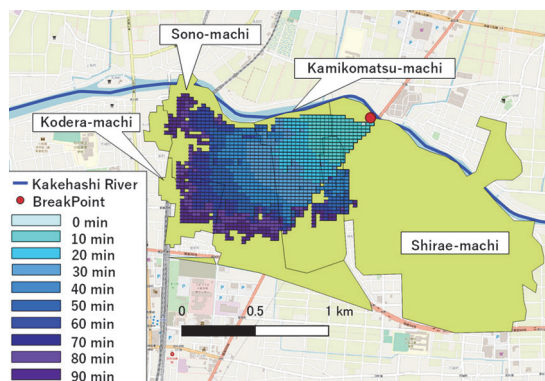 Sono-machi
Kamikomatsu-machi
Kodera-machi
Kakehashi River
BreakPoint
0 min
10 min
20 min
30 min
40 min
50 min
60 min
70 min
80 min
90 min
Shirae-machi
0 0.5 1 km